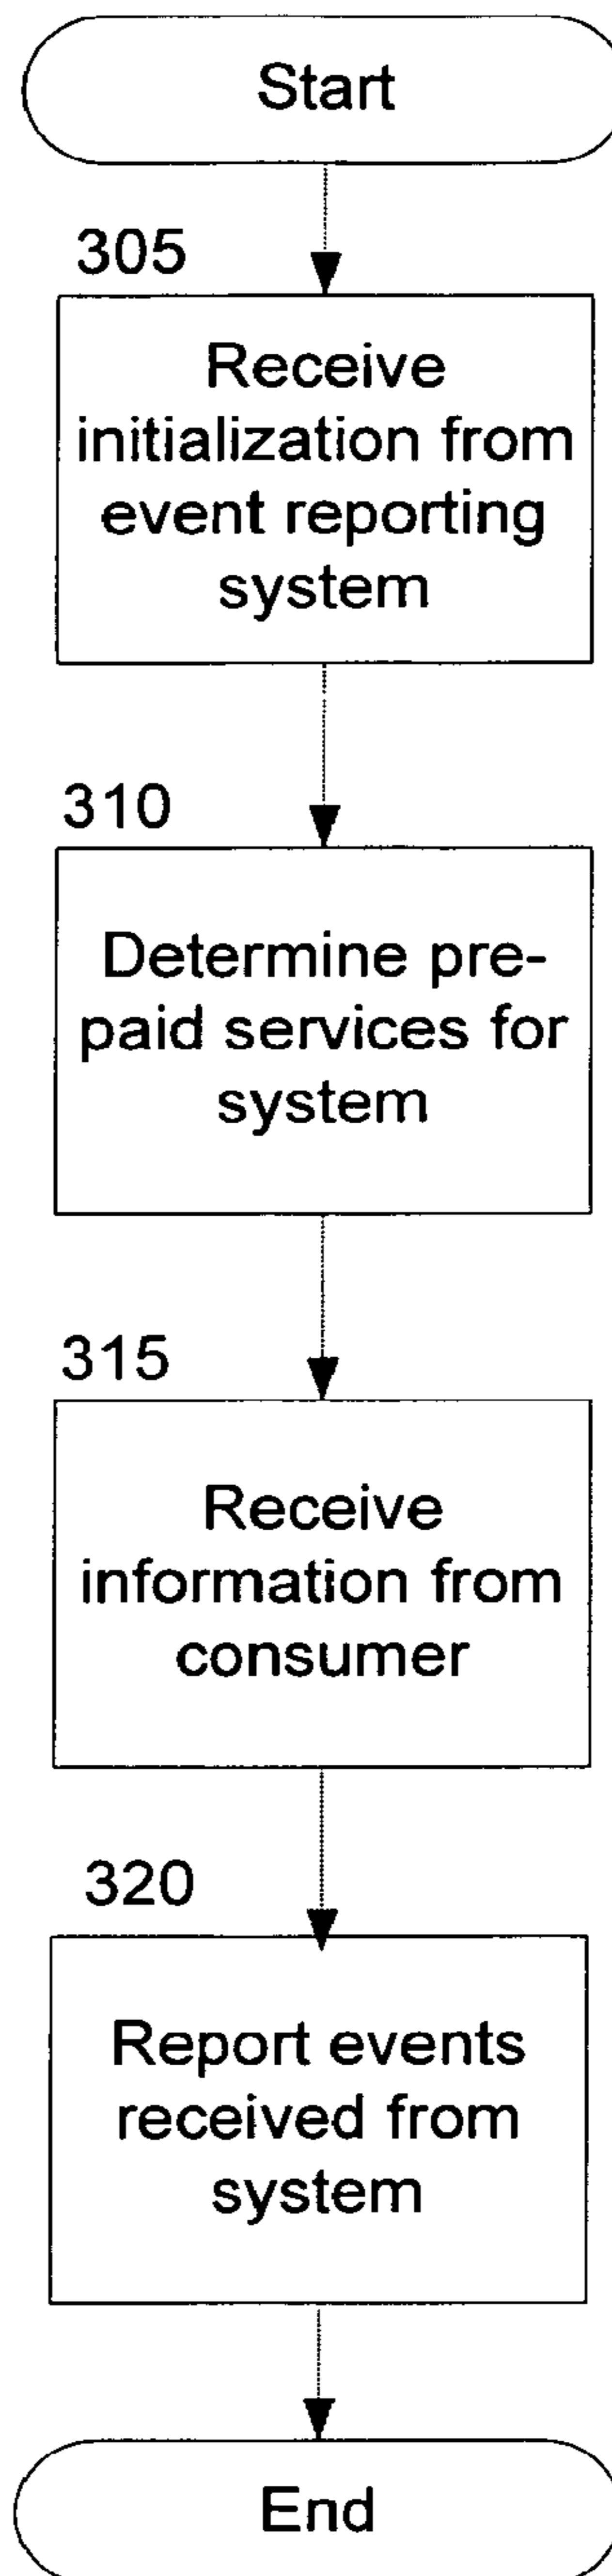 Start
305
Receive
initialization from
event reporting
system
310
Determine pre-
paid services for
system
315
Receive
information from
consumer
320
Report events
received from
system
End